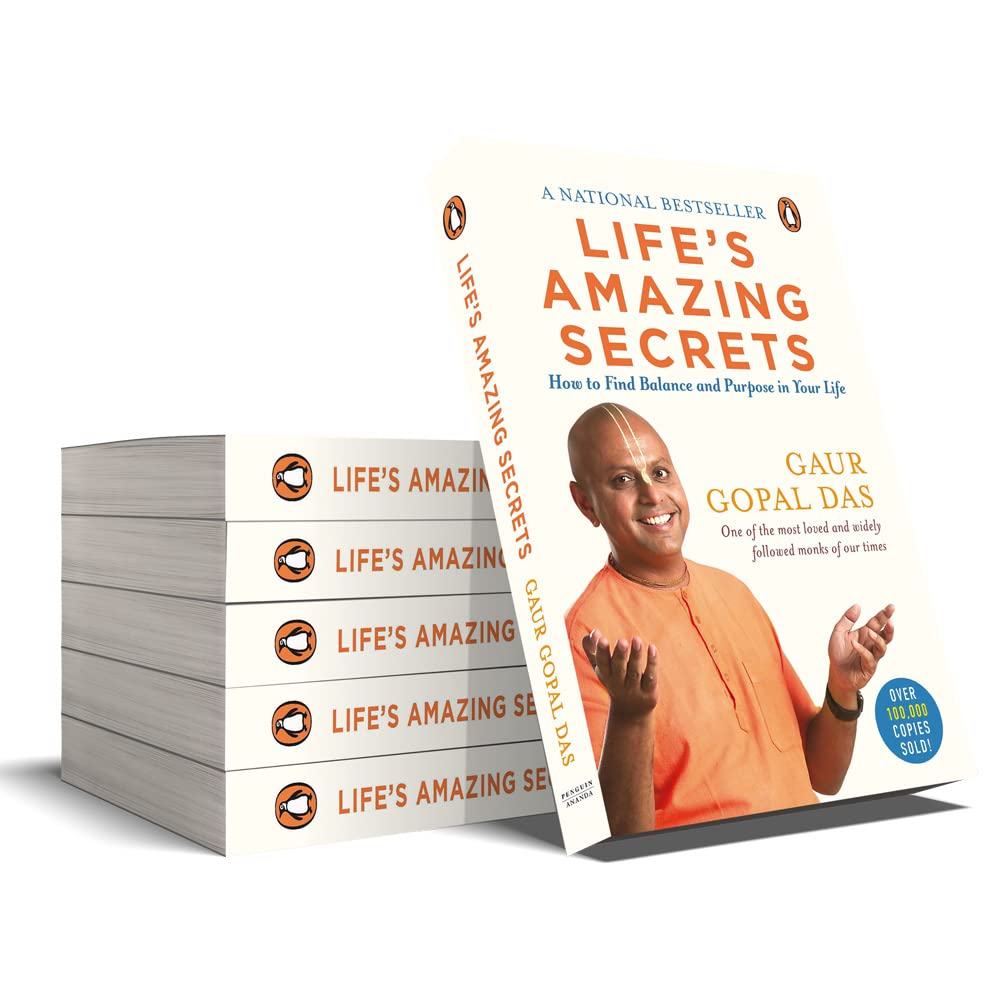 A NATIONAL BESTSELLER
LIFE'S
AMAZING
SECRETS
How to Find Balance and Purpose in Your Life
GAUR
GOPAL DAS
One of the most loved and widely
followed monks of our times
OVER
100,000
COPIES
SOLD!
LIFE'S AMAZING SECRETS GAUR GOPAL DAS
PENGUIN
ANANDA
LIFE'S AMAZIN
LIFE'S AMAZING
LIFE'S AMAZING
LIFE'S AMAZING SE
LIFE'S AMAZING SEC